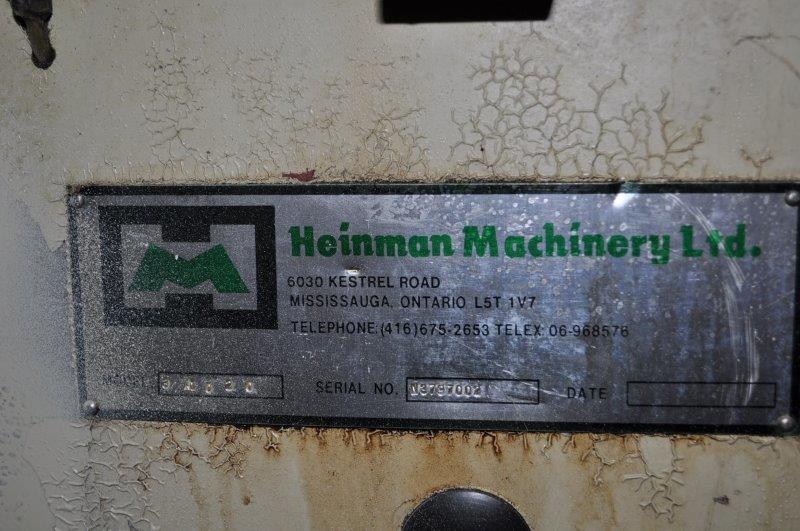 Heinman Machinery Ltd.
6030 KESTREL ROAD
MISSISSAUGA, ONTARIO L5T 1V7
TELEPHONE:(416)675-2653 TELEX: 06-968576
MODEL SERIAL NO. DATE